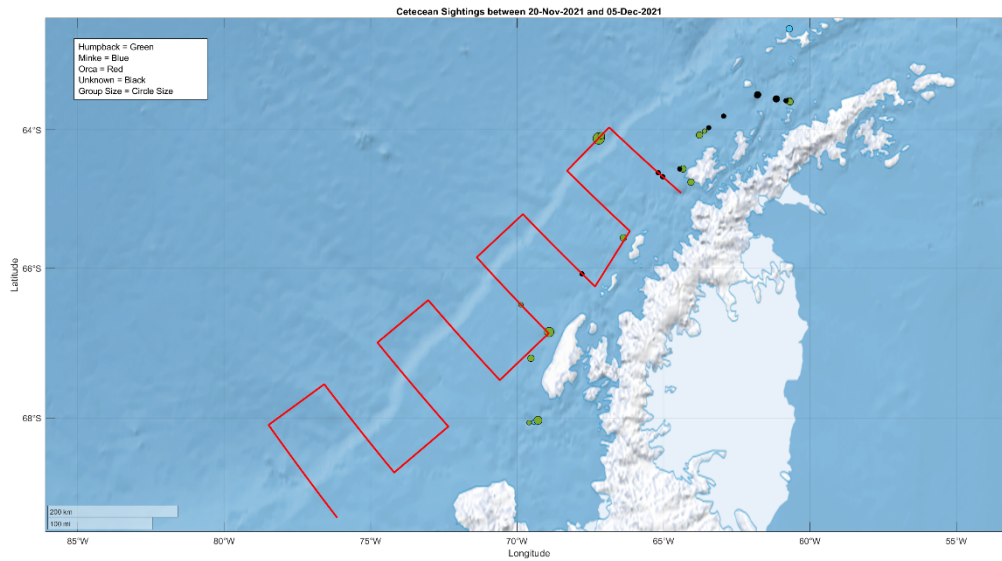 Cetecean Sightings between 20-Nov-2021 and 05-Dec-2021
Humpback = Green
Minke = Blue
Orca = Red
Unknown = Black
Group Size = Circle Size
64°S
66°S
68°S
Latitude
200 km
100 mi
85°W
80°W
75°W
70°W
65°W
60°W
55°W
Longitude